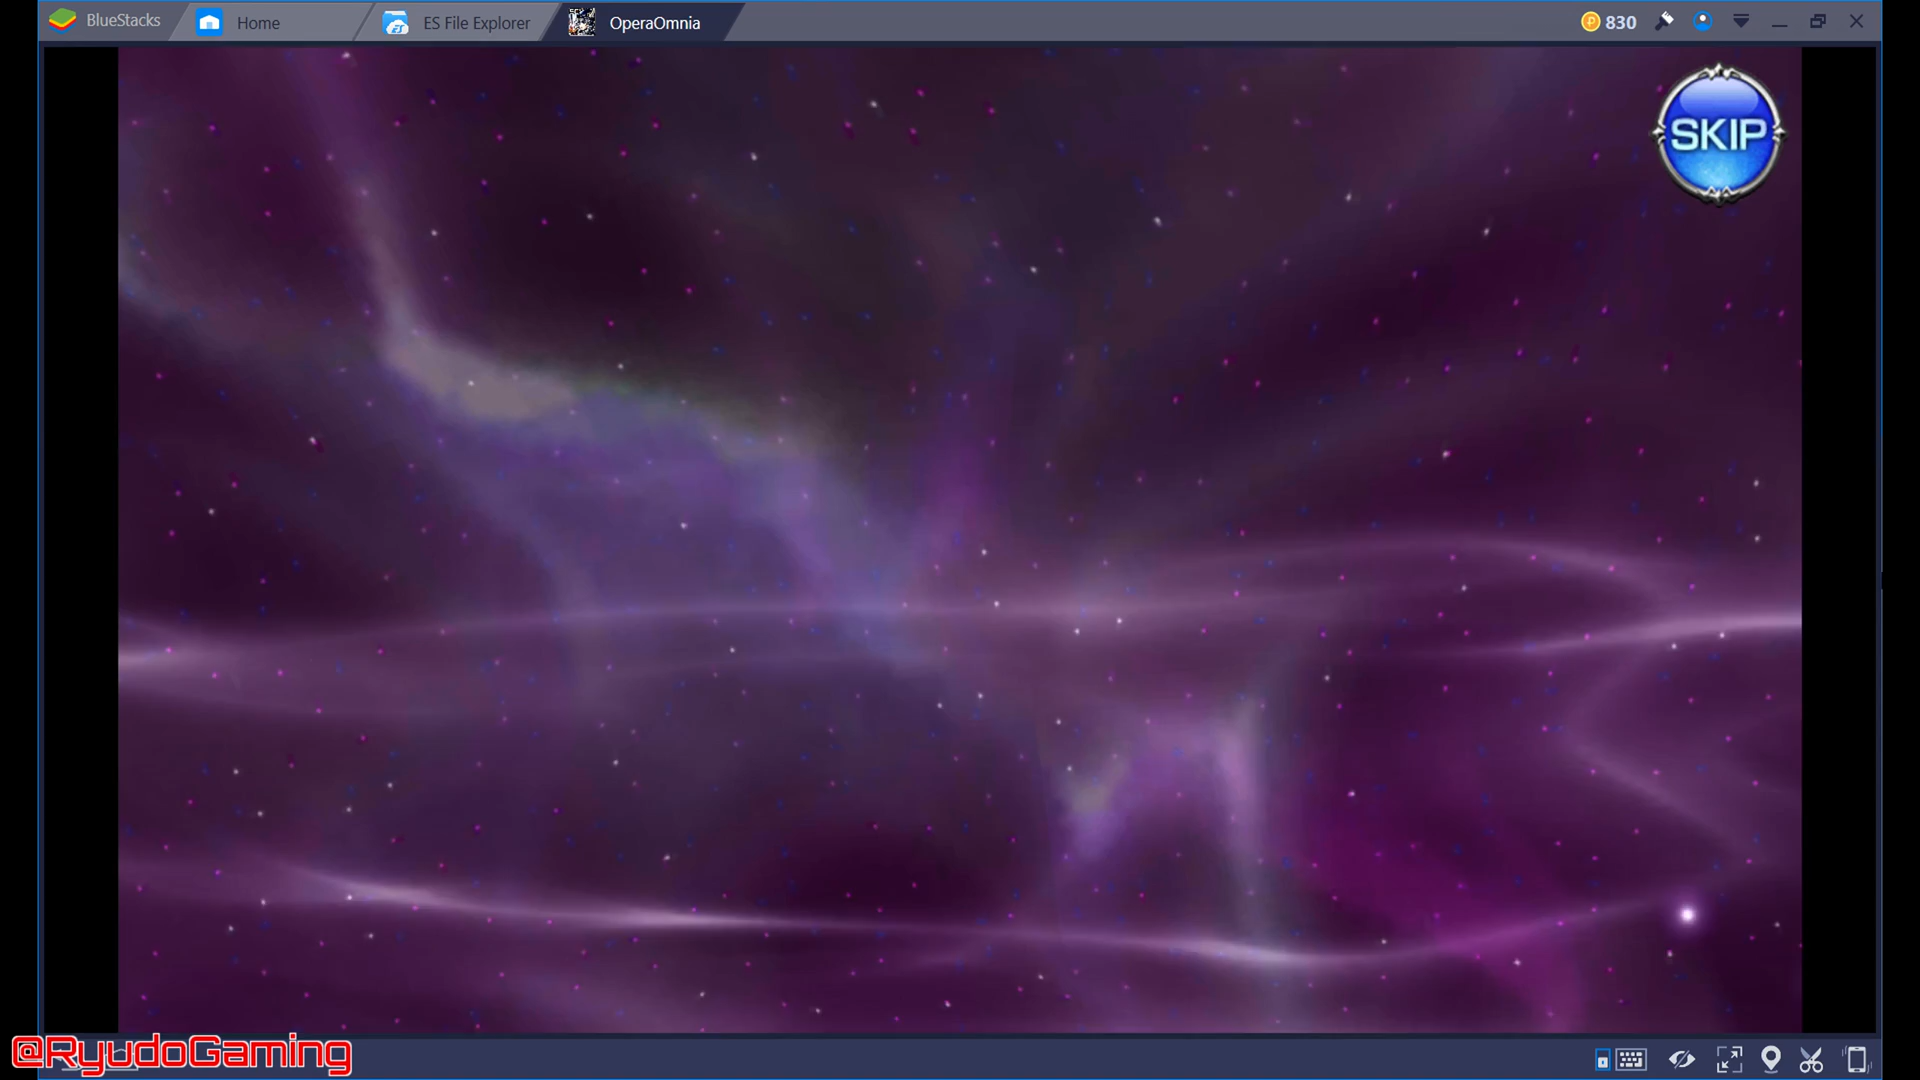 BlueStacks
Home
ES File Explorer
OperaOmnia
830
SKIP
@RyudoGaming